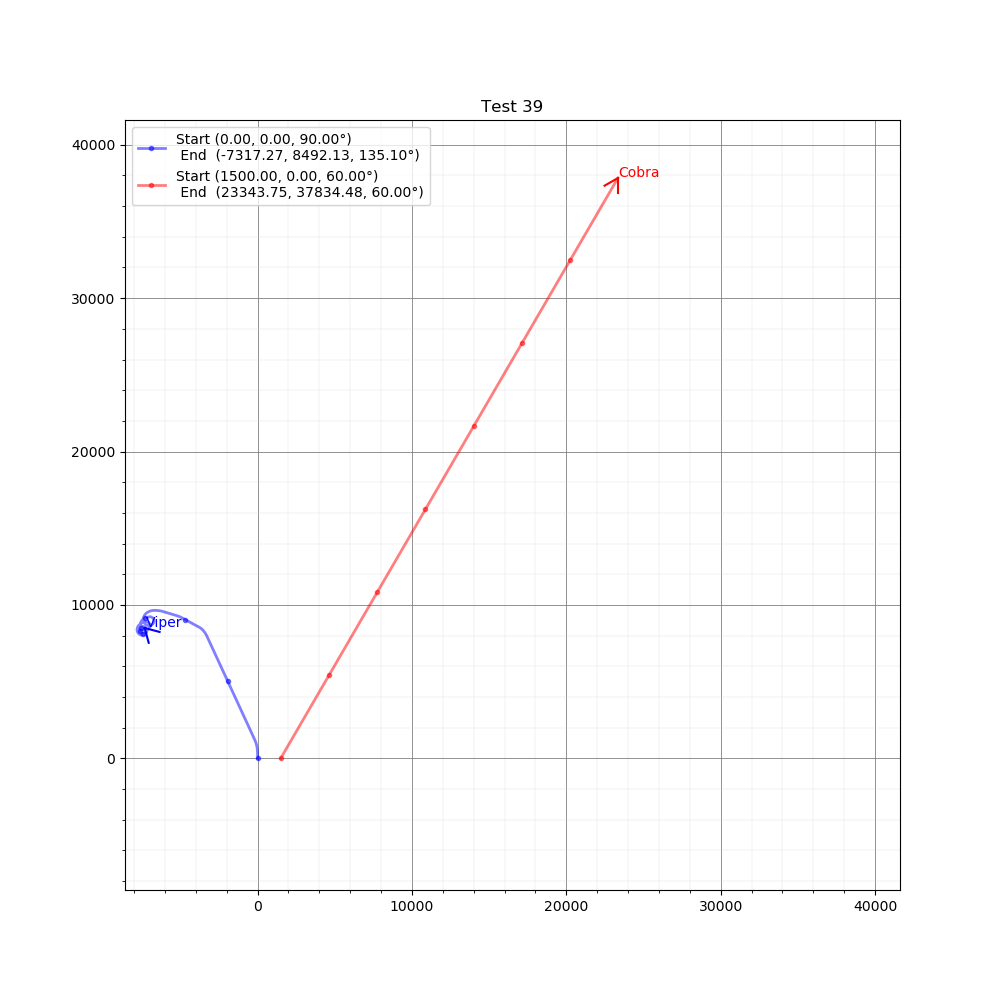 Test 39
Start (0.00, 0.00, 90.00°)
End (-7317.27, 8492.13, 135.10°)
Start (1500.00, 0.00, 60.00°)
End (23343.75, 37834.48, 60.00°)
40000
30000
20000
10000
0
Cobra
Viper
0
10000
20000
30000
40000